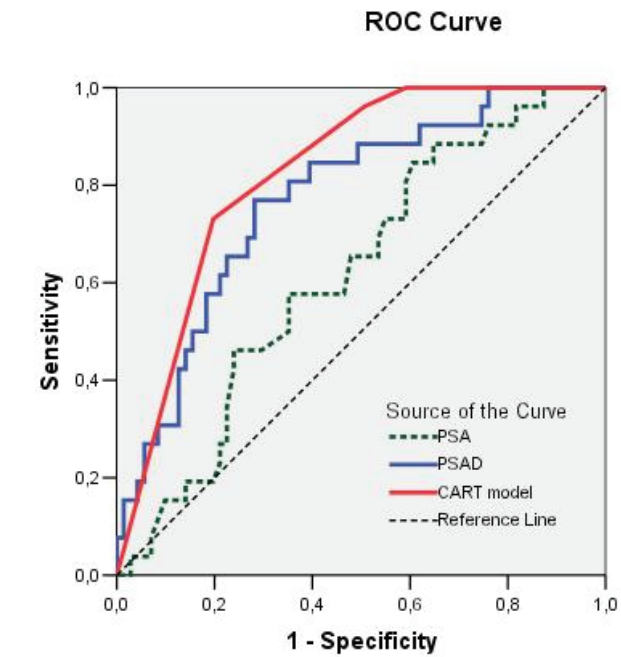 ROC Curve
1,0
0,8
0,6
0,4
0,2
0,0
Sensitivity
Source of the Curve
PSA
PSAD
CART model
Reference Line
0,0 0,2 0,4 0,6 0,8 1,0
1 - Specificity